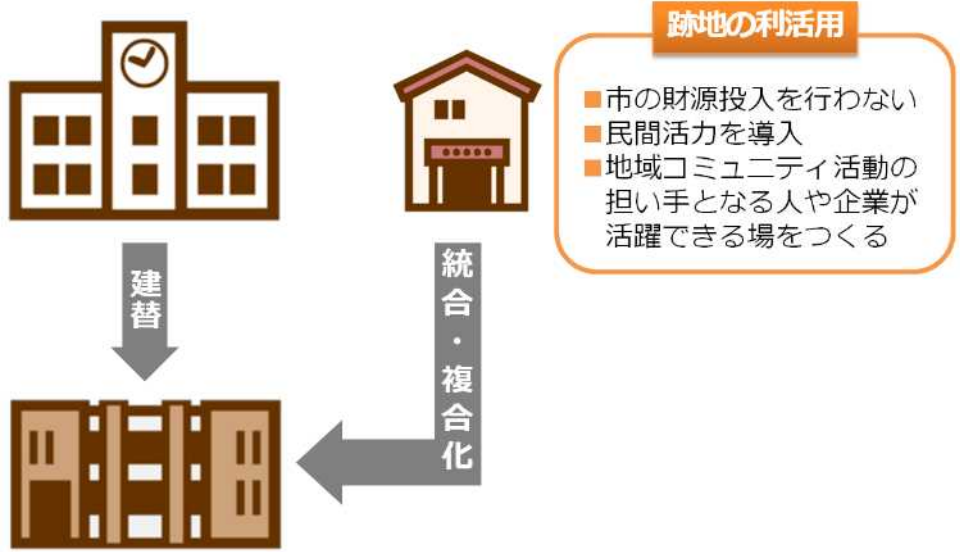 跡地の利活用
■市の財源投入を行わない
■民間活力を導入
■地域コミュニティ活動の
担い手となる人や企業が
活躍できる場をつくる
建替
統合・複合化